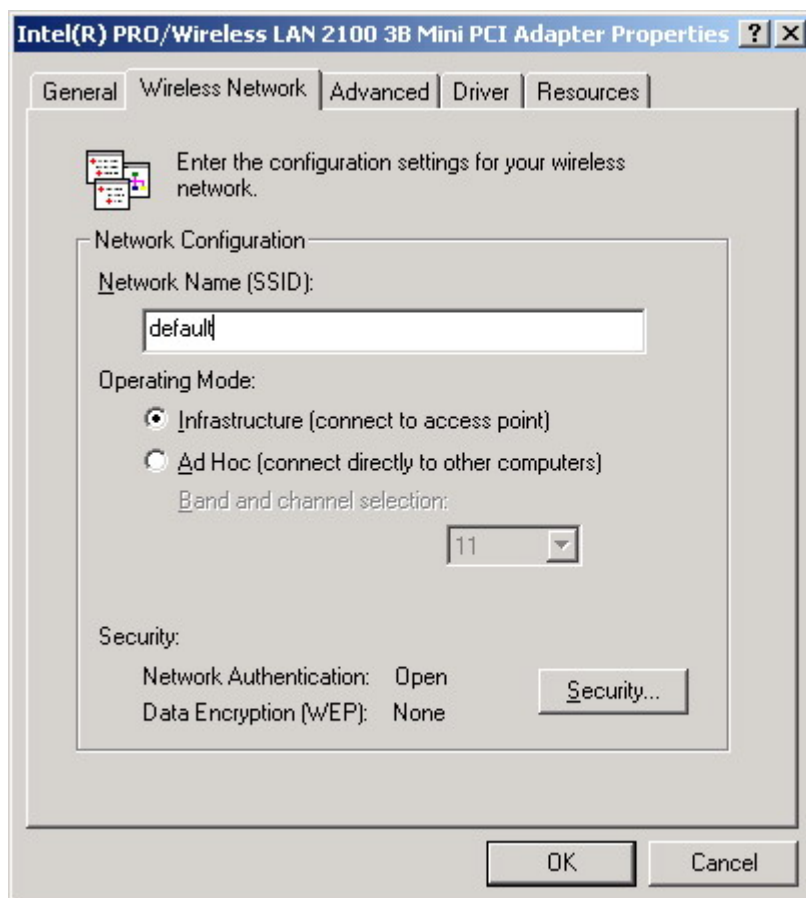 Intel(R) PRO/Wireless LAN 2100 3B Mini PCI Adapter Properties ? X
General Wireless Network Advanced Driver Resources
Enter the configuration settings for your wireless
network.
Network Configuration
Network Name (SSID):
default
Operating Mode:
Infrastructure (connect to access point)
Ad Hoc (connect directly to other computers)
Band and channel selection:
11
Security:
Network Authentication: Open
Security...
Data Encryption (WEP): None
OK Cancel